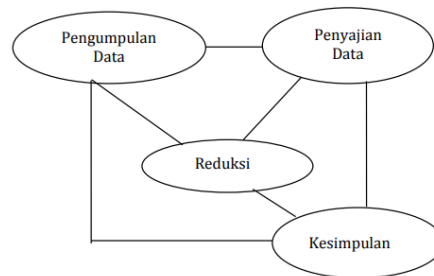 Pengumpulan
Data
Penyajian
Data
Reduksi
Kesimpulan